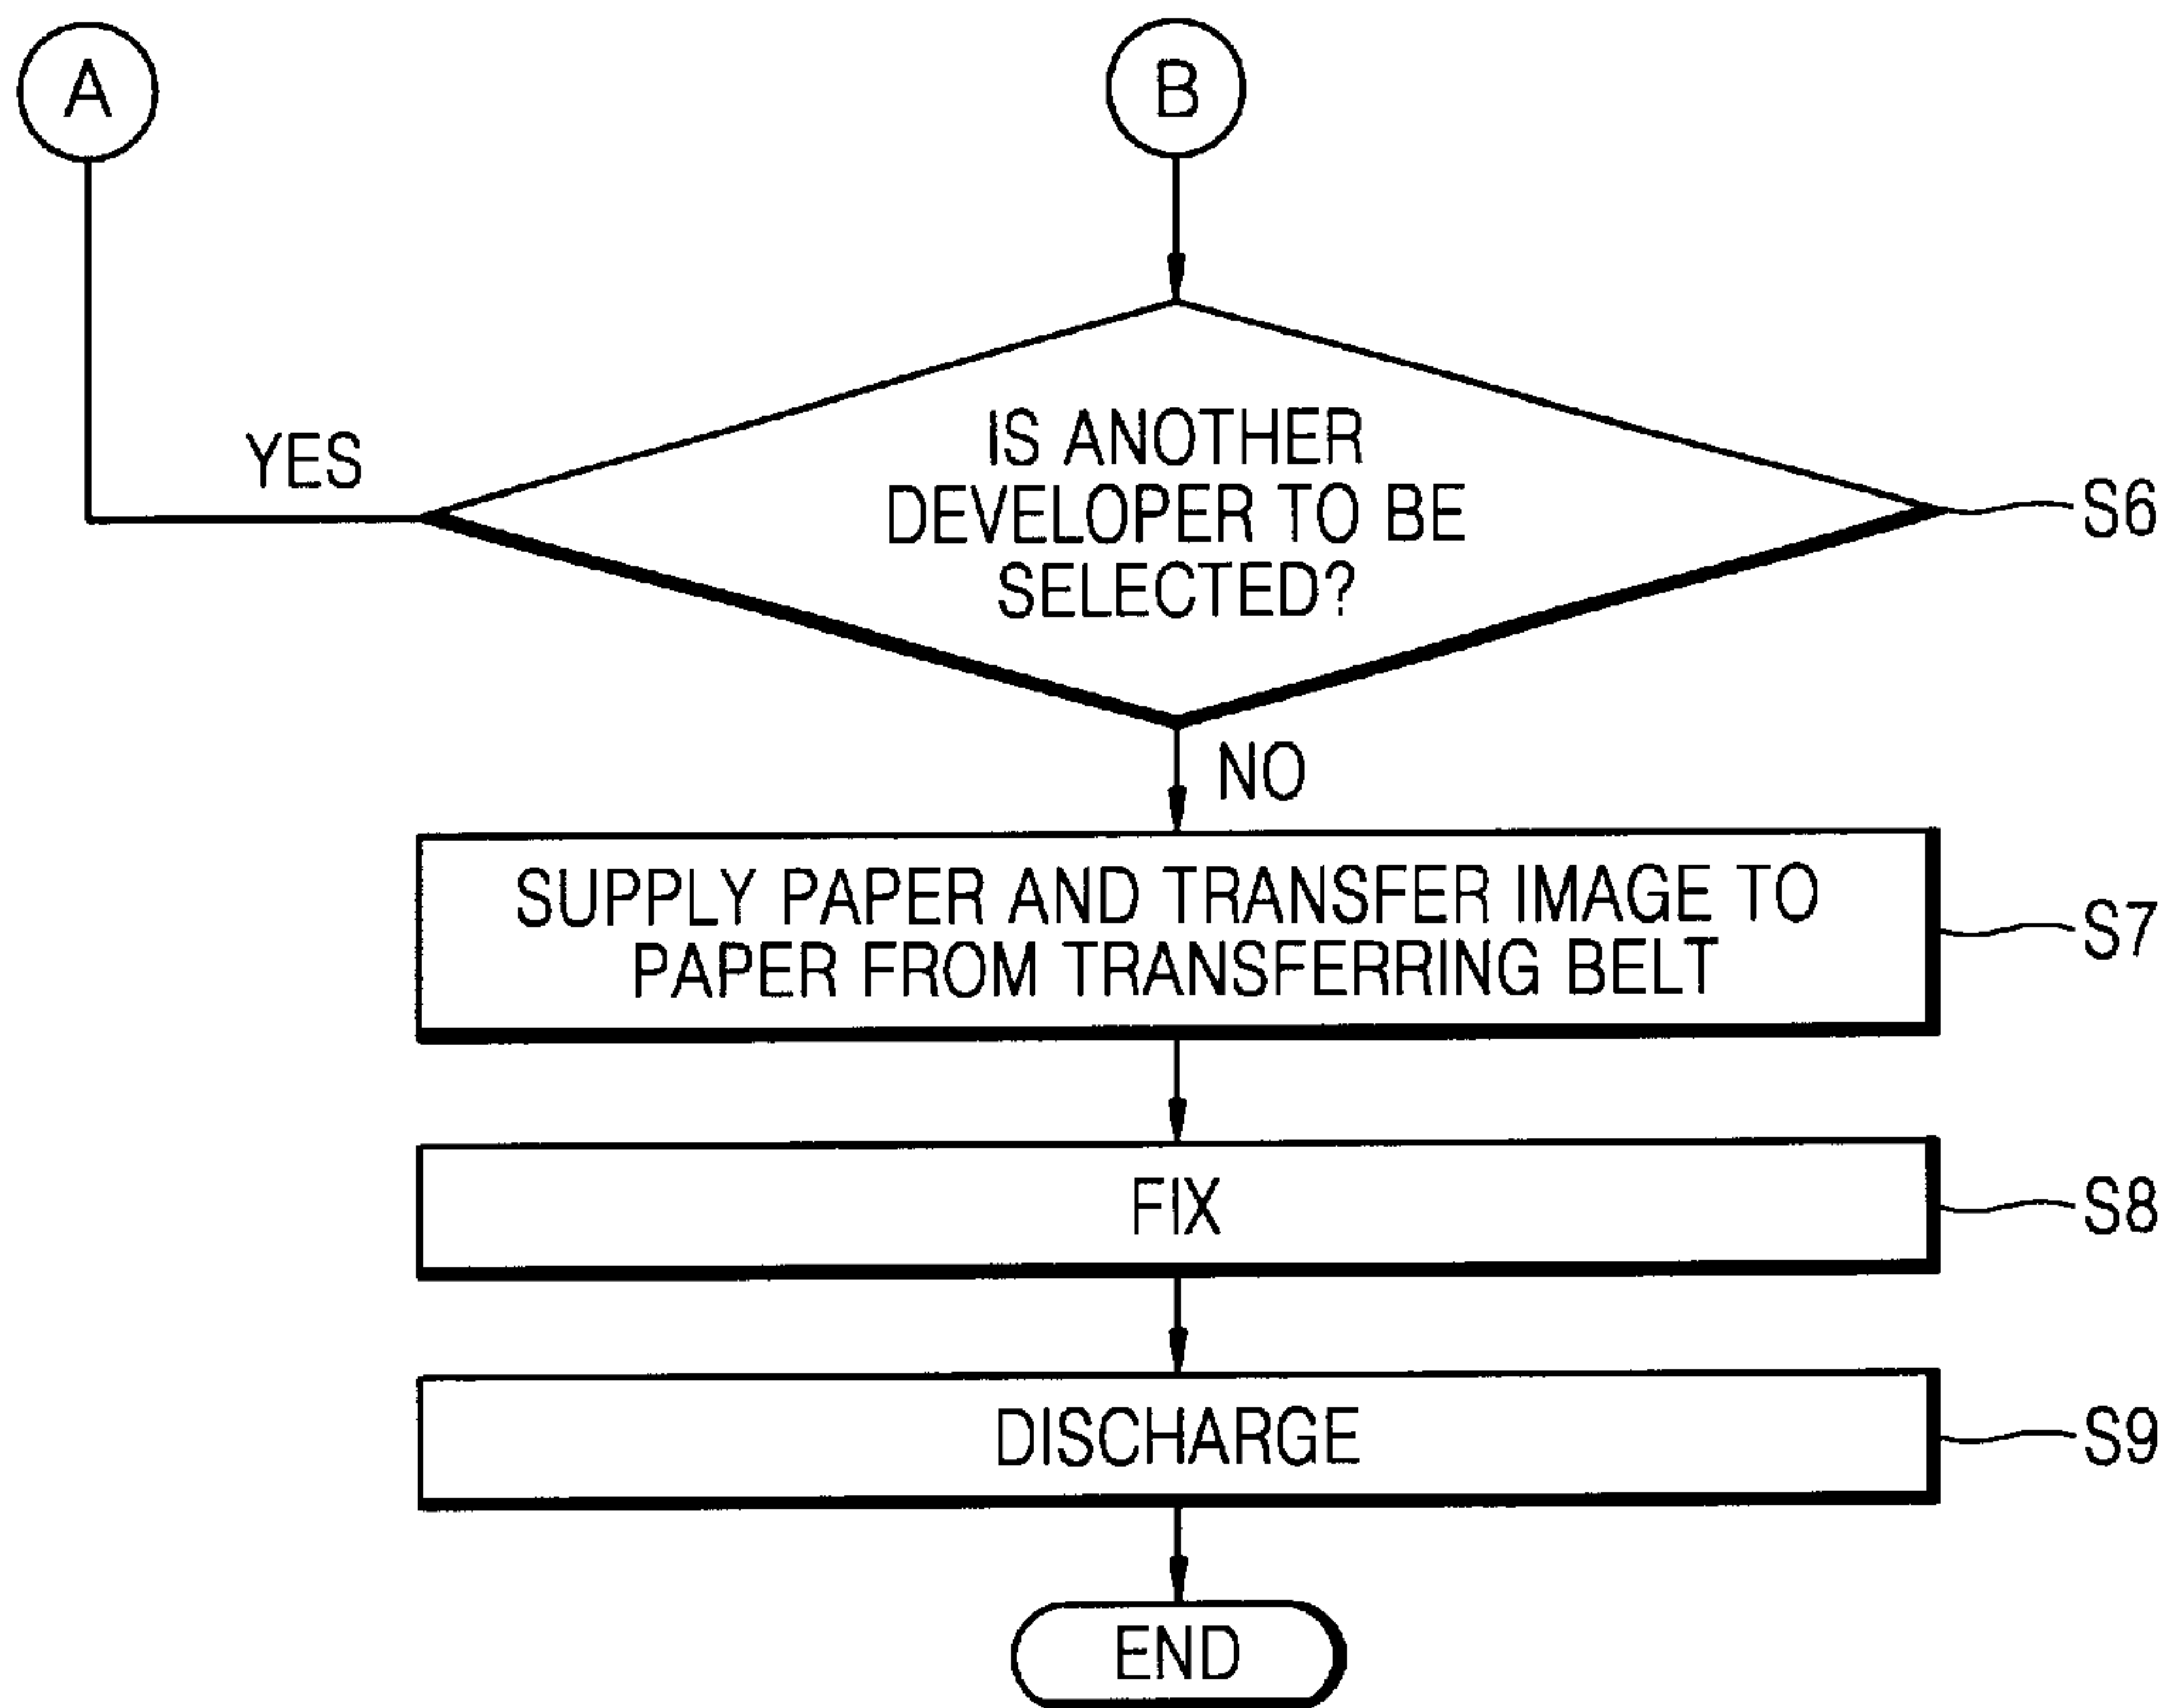 A
B
IS ANOTHER
DEVELOPER TO BE
SELECTED?
YES
S6
NO
SUPPLY PAPER AND TRANSFER IMAGE TO
PAPER FROM TRANSFERRING BELT
S7
FIX
S8
DISCHARGE
S9
END